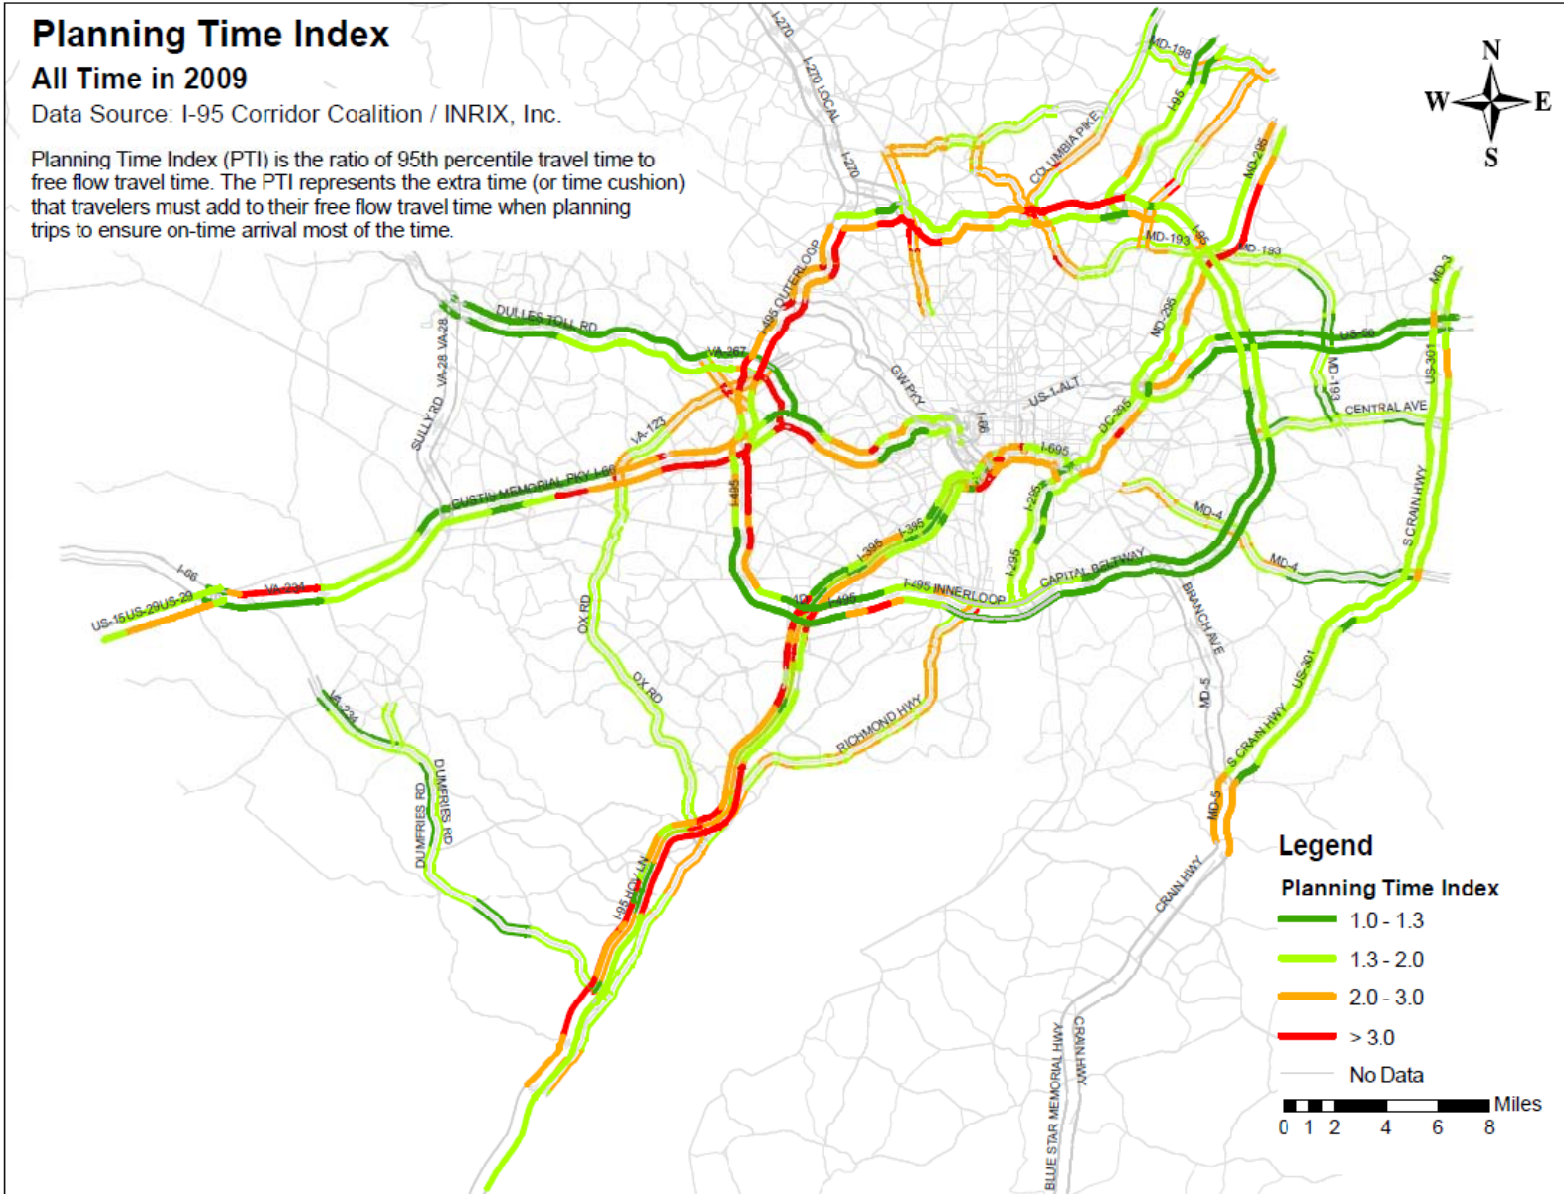 Planning Time Index
All Time in 2009
Data Source: I-95 Corridor Coalition / INRIX, Inc.
Planning Time Index (PTI) is the ratio of 95th percentile travel time to
free flow travel time. The PTI represents the extra time (or time cushion)
that travelers must add to their free flow travel time when planning
trips to ensure on-time arrival most of the time.
N
W E
S
I-270
I-270 LOCAL
I-270
MD-198
I-95
COLUMBIA PIKE
MD-295
I-95
MD-193
MD-193
MD-3
I-495 OUTERLOOP
DULLES TOLL RD
VA-267
VA-28 VA-28
SULLY RD
VA-123
GW PKY
US-1-ALT
I-66
MD-295
US-50
US-301
MD-193
CENTRAL AVE
DC-295
I-695
CUSTIS MEMORIAL PKY I-66
I-495
I-395
I-395
I-295
I-295
MD-4
MD-4
S CRAIN HWY
I-66
VA-234
US-15US-29US-29
I-495
I-495 INNERLOOP
CAPITAL BELTWAY
BRANCH AVE
MD-5
OX RD
OX RD
RICHMOND HWY
US-301
S CRAIN HWY
MD-5
VA-234
DUMFRIES RD
DUMFRIES RD
I-95 HOV LN
CRAIN HWY
CRAIN HWY
BLUE STAR MEMORIAL HWY
Legend
Planning Time Index
1.0 - 1.3
1.3 - 2.0
2.0 - 3.0
> 3.0
No Data
Miles
0 1 2 4 6 8